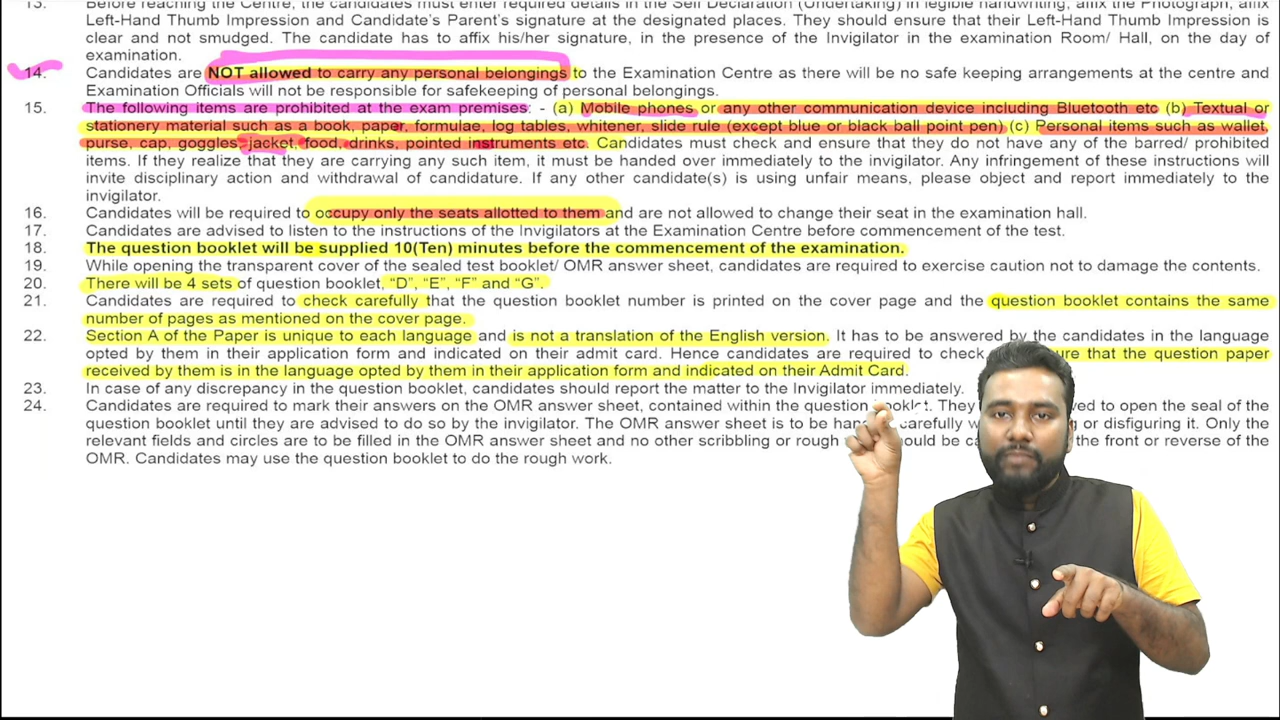 13. Before reaching the Centre, the candidates must enter required details in the Self Declaration (Undertaking) in legible handwriting, affix the Photograph, affix
Left-Hand Thumb Impression and Candidate's Parent's signature at the designated places. They should ensure that their Left-Hand Thumb Impression is
clear and not smudged. The candidate has to affix his/her signature, in the presence of the Invigilator in the examination Room/ Hall, on the day of
examination.
14. Candidates are NOT allowed to carry any personal belongings to the Examination Centre as there will be no safe keeping arrangements at the centre and
Examination Officials will not be responsible for safekeeping of personal belongings.
15. The following items are prohibited at the exam premises: - (a) Mobile phones or any other communication device including Bluetooth etc (b) Textual or
stationery material such as a book, paper, formulae, log tables, whitener, slide rule (except blue or black ball point pen) (c) Personal items such as wallet,
purse, cap, goggles, jacket, food, drinks, pointed instruments etc. Candidates must check and ensure that they do not have any of the barred/ prohibited
items. If they realize that they are carrying any such item, it must be handed over immediately to the invigilator. Any infringement of these instructions will
invite disciplinary action and withdrawal of candidature. If any other candidate(s) is using unfair means, please object and report immediately to the
invigilator.
16. Candidates will be required to occupy only the seats allotted to them and are not allowed to change their seat in the examination hall.
17. Candidates are advised to listen to the instructions of the Invigilators at the Examination Centre before commencement of the test.
18. The question booklet will be supplied 10(Ten) minutes before the commencement of the examination.
19. While opening the transparent cover of the sealed test booklet/ OMR answer sheet, candidates are required to exercise caution not to damage the contents.
20. There will be 4 sets of question booklet, "D", "E", "F" and "G".
21. Candidates are required to check carefully that the question booklet number is printed on the cover page and the question booklet contains the same
number of pages as mentioned on the cover page.
22. Section A of the Paper is unique to each language and is not a translation of the English version. It has to be answered by the candidates in the language
opted by them in their application form and indicated on their admit card. Hence candidates are required to check that the question paper
received by them is in the language opted by them in their application form and indicated on their Admit Card.
23. In case of any discrepancy in the question booklet, candidates should report the matter to the Invigilator immediately.
24. Candidates are required to mark their answers on the OMR answer sheet, contained within the question booklet. They to open the seal of the
question booklet until they are advised to do so by the invigilator. The OMR answer sheet is to be carefully or disfiguring it. Only the
relevant fields and circles are to be filled in the OMR answer sheet and no other scribbling or rough the front or reverse of the
OMR. Candidates may use the question booklet to do the rough work.